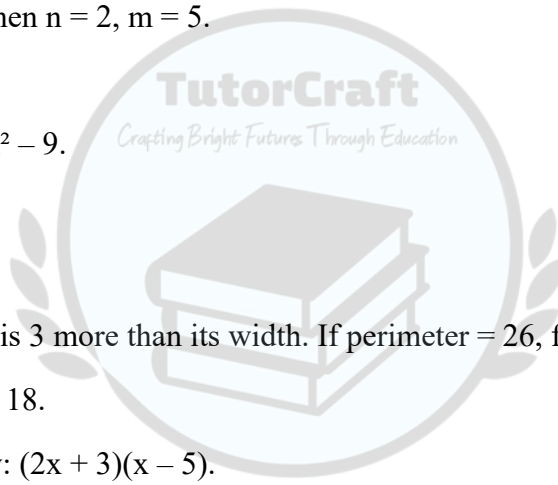 hen n = 2, m = 5.
TutorCraft
Crafting Bright Futures Through Education
² – 9.
is 3 more than its width. If perimeter = 26, f
18.
: (2x + 3)(x – 5).